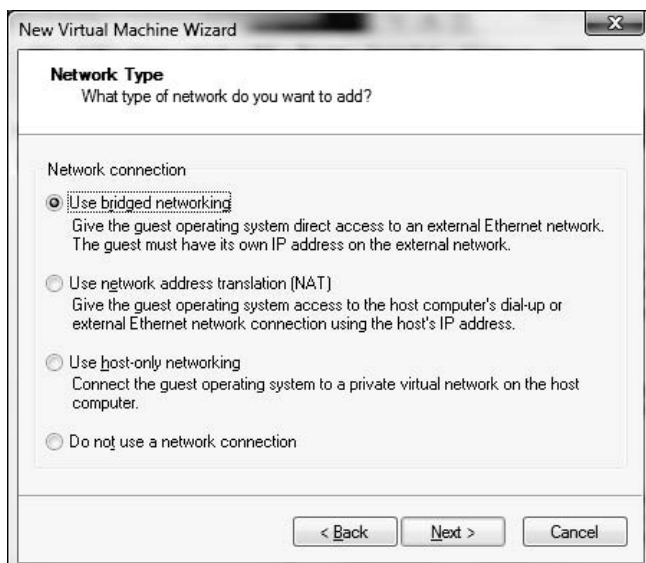 New Virtual Machine Wizard
Network Type
What type of network do you want to add?
Network connection
Use bridged networking
Give the guest operating system direct access to an external Ethernet network.
The guest must have its own IP address on the external network.
Use network address translation (NAT)
Give the guest operating system access to the host computer's dial-up or
external Ethernet network connection using the host's IP address.
Use host-only networking
Connect the guest operating system to a private virtual network on the host
computer.
Do not use a network connection
< Back Next > Cancel